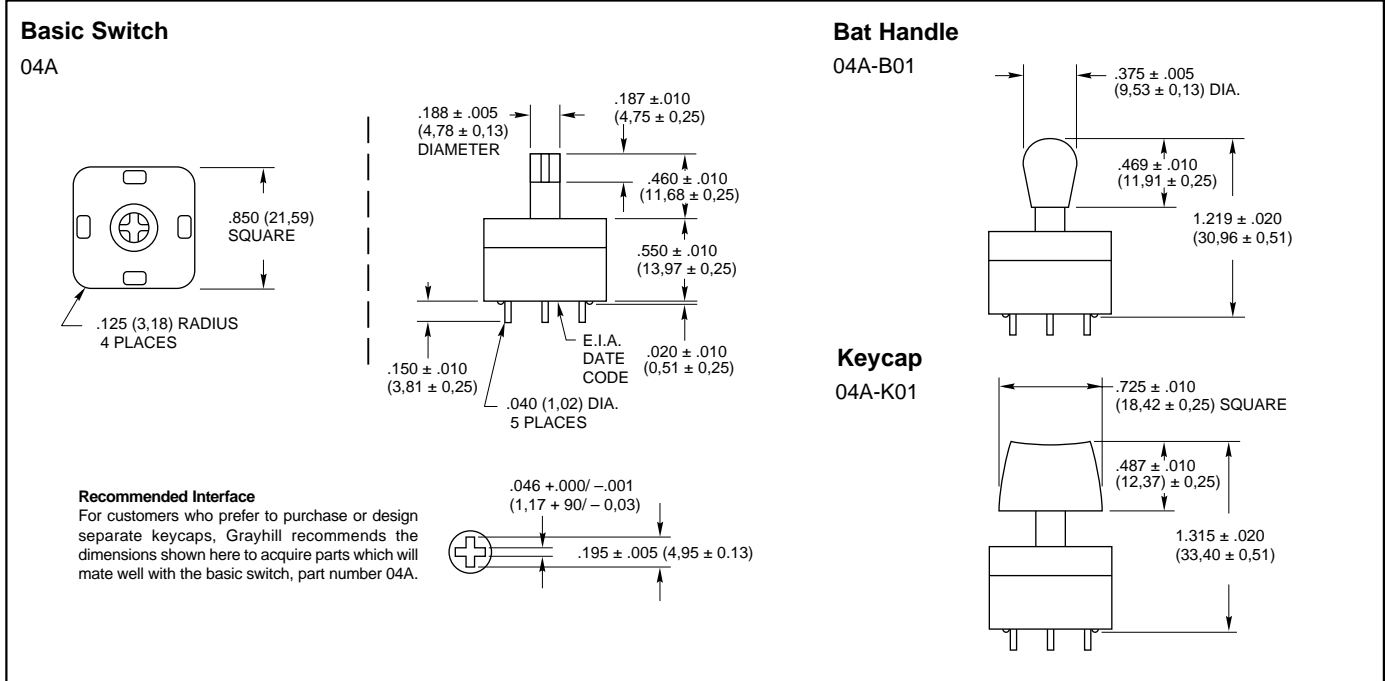 Basic Switch
04A
.850 (21,59)
SQUARE
.125 (3,18) RADIUS
4 PLACES
.188 ± .005
(4,78 ± 0,13)
DIAMETER
.187 ±.010
(4,75 ± 0,25)
.460 ± .010
(11,68 ± 0,25)
.550 ± .010
(13,97 ± 0,25)
.150 ± .010
(3,81 ± 0,25)
E.I.A.
DATE
CODE
.020 ± .010
(0,51 ± 0,25)
.040 (1,02) DIA.
5 PLACES
Recommended Interface
For customers who prefer to purchase or design
separate keycaps, Grayhill recommends the
dimensions shown here to acquire parts which will
mate well with the basic switch, part number 04A.
.046 +.000/ –.001
(1,17 + 90/ – 0,03)
.195 ± .005 (4,95 ± 0.13)
Bat Handle
04A-B01
.375 ± .005
(9,53 ± 0,13) DIA.
.469 ± .010
(11,91 ± 0,25)
1.219 ± .020
(30,96 ± 0,51)
Keycap
04A-K01
.725 ± .010
(18,42 ± 0,25) SQUARE
.487 ± .010
(12,37) ± 0,25)
1.315 ± .020
(33,40 ± 0,51)